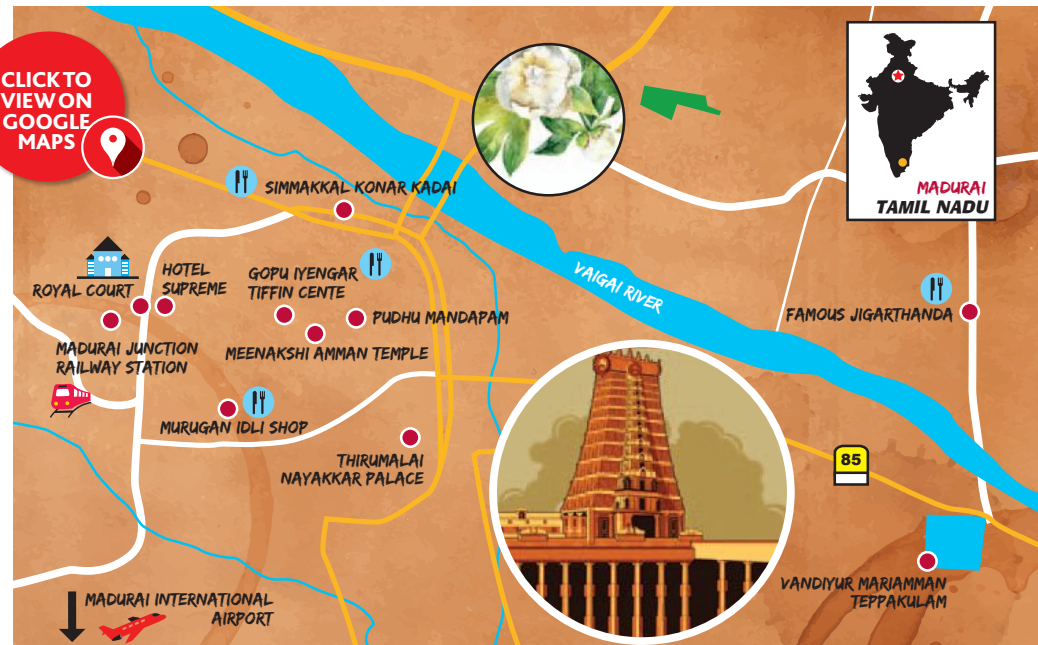 CLICK TO
VIEW ON
GOOGLE
MAPS
MADURAI
TAMIL NADU
SIMMAKKAL KONAR KADAI
ROYAL COURT
HOTEL
SUPREME
GOPU IYENGAR
TIFFIN CENTE
PUDHU MANDAPAM
VAIGAI RIVER
FAMOUS JIGARTHANDA
MADURAI JUNCTION
RAILWAY STATION
MEENAKSHI AMMAN TEMPLE
MURUGAN IDLI SHOP
THIRUMALAI
NAYAKKAR PALACE
85
VANDIYUR MARIAMMAN
TEPPAKULAM
MADURAI INTERNATIONAL
AIRPORT